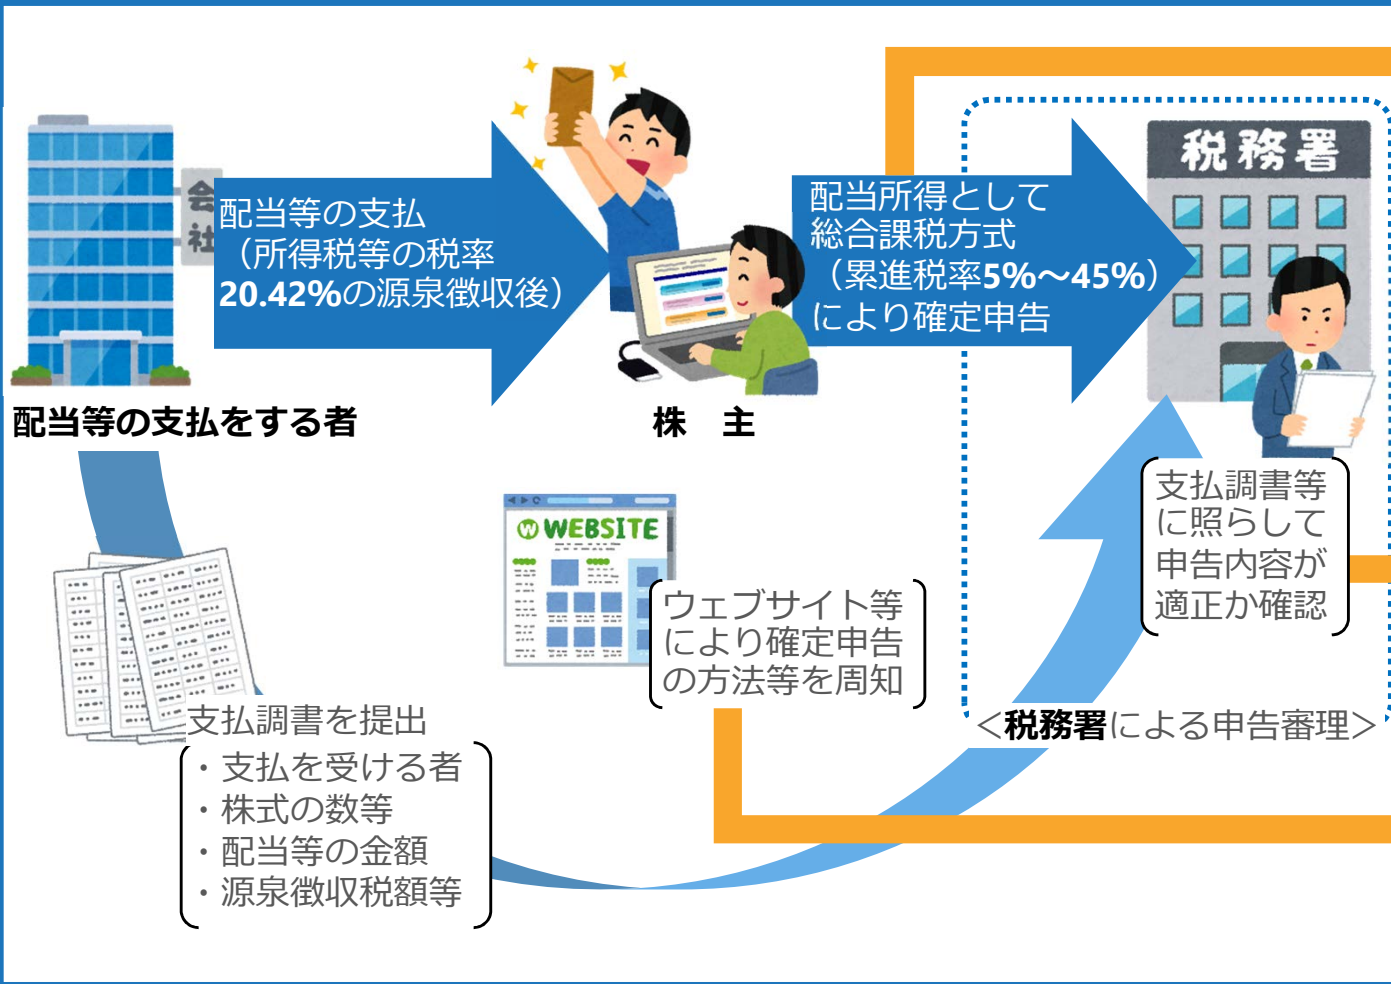 税務署
会社
配当等の支払
（所得税等の税率
20.42%の源泉徴収後）
配当所得として
総合課税方式
（累進税率5%～45%）
により確定申告
配当等の支払をする者
株　主
支払調書等
に照らして
申告内容が
適正か確認
WEBSITE
ウェブサイト等
により確定申告
の方法等を周知
＜税務署による申告審理＞
支払調書を提出
・支払を受ける者
・株式の数等
・配当等の金額
・源泉徴収税額等